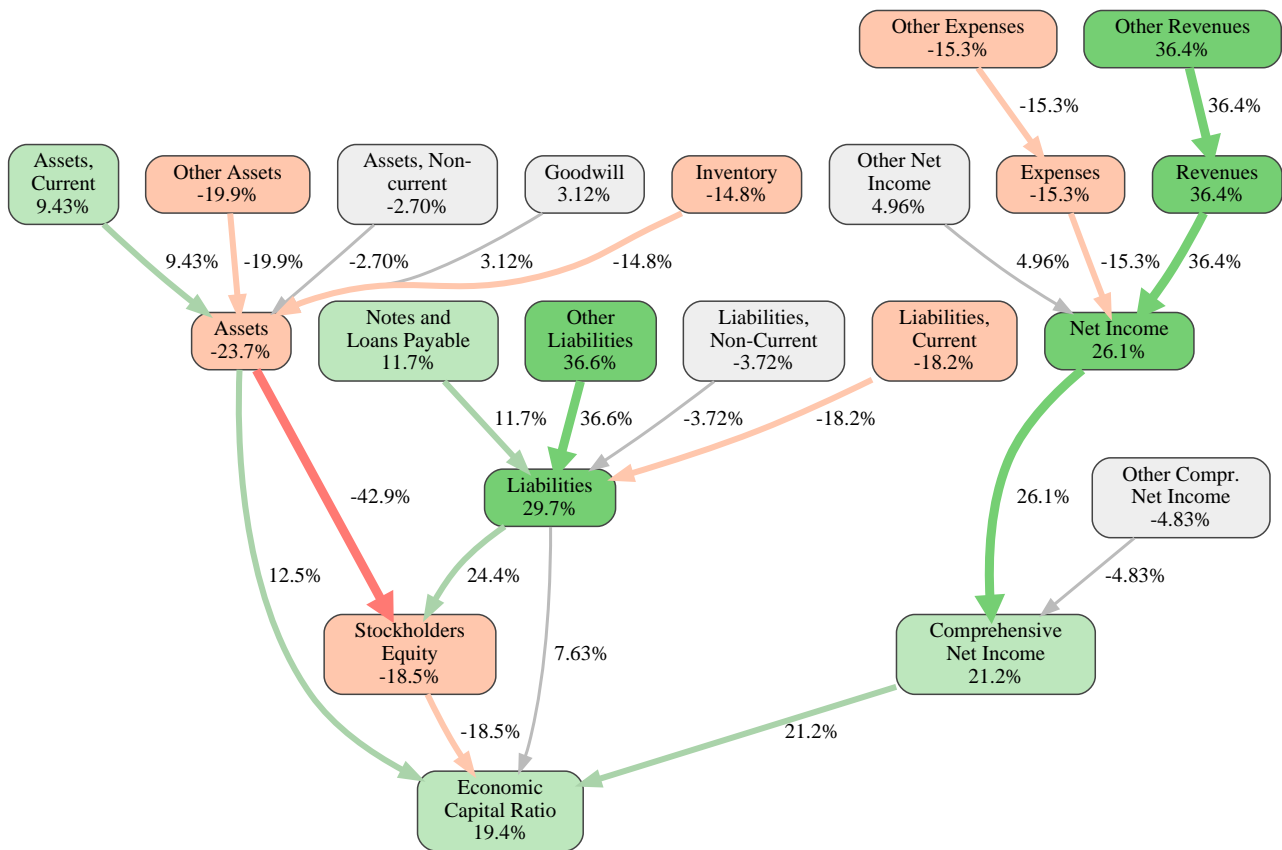 Other Expenses
-15.3%
Other Revenues
36.4%
-15.3%
36.4%
Assets,
Current
9.43%
Other Assets
-19.9%
Assets, Non-
current
-2.70%
Goodwill
3.12%
Inventory
-14.8%
Other Net
Income
4.96%
Expenses
-15.3%
Revenues
36.4%
9.43%
-19.9%
-2.70%
3.12%
-14.8%
4.96%
-15.3%
36.4%
Assets
-23.7%
Notes and
Loans Payable
11.7%
Other
Liabilities
36.6%
Liabilities,
Non-Current
-3.72%
Liabilities,
Current
-18.2%
Net Income
26.1%
11.7%
36.6%
-3.72%
-18.2%
-42.9%
Liabilities
29.7%
26.1%
Other Compr.
Net Income
-4.83%
12.5%
24.4%
-4.83%
Stockholders
Equity
-18.5%
7.63%
Comprehensive
Net Income
21.2%
-18.5%
21.2%
Economic
Capital Ratio
19.4%